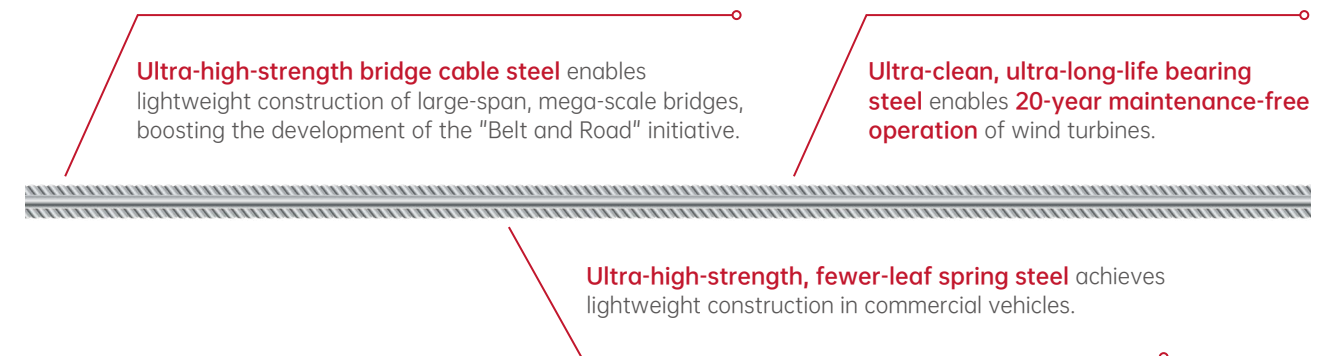 Ultra-high-strength bridge cable steel enables
lightweight construction of large-span, mega-scale bridges,
boosting the development of the "Belt and Road" initiative.
Ultra-clean, ultra-long-life bearing
steel enables 20-year maintenance-free
operation of wind turbines.
Ultra-high-strength, fewer-leaf spring steel achieves
lightweight construction in commercial vehicles.